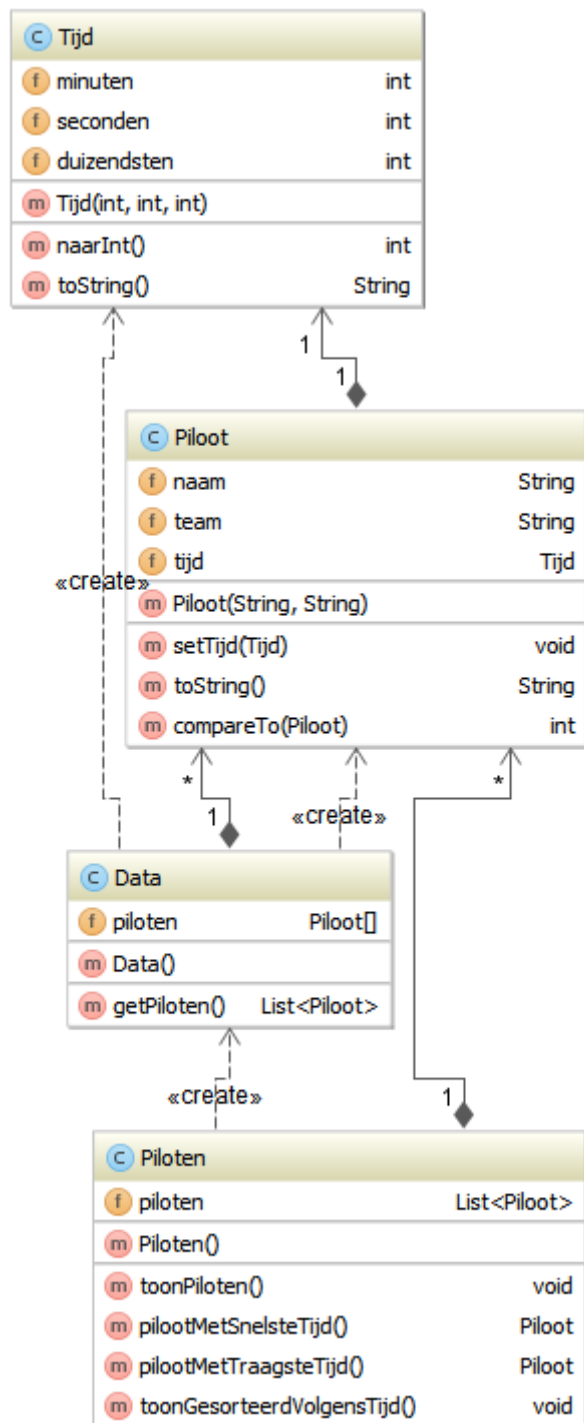 C Tijd
f minuten int
f seconden int
f duizendsten int
m Tijd(int, int, int)
m naarInt() int
m toString() String
1
1
C Piloot
f naam String
f team String
f tijd Tijd
«create»
m Piloot(String, String)
m setTijd(Tijd) void
m toString() String
m compareTo(Piloot) int
* *
1 «create»
C Data
f piloten Piloot[]
m Data()
m getPiloten() List<Piloot>
«create» 1
C Piloten
f piloten List<Piloot>
m Piloten()
m toonPiloten() void
m pilootMetSnelsteTijd() Piloot
m pilootMetTraagsteTijd() Piloot
m toonGesorteerdVolgensTijd() void